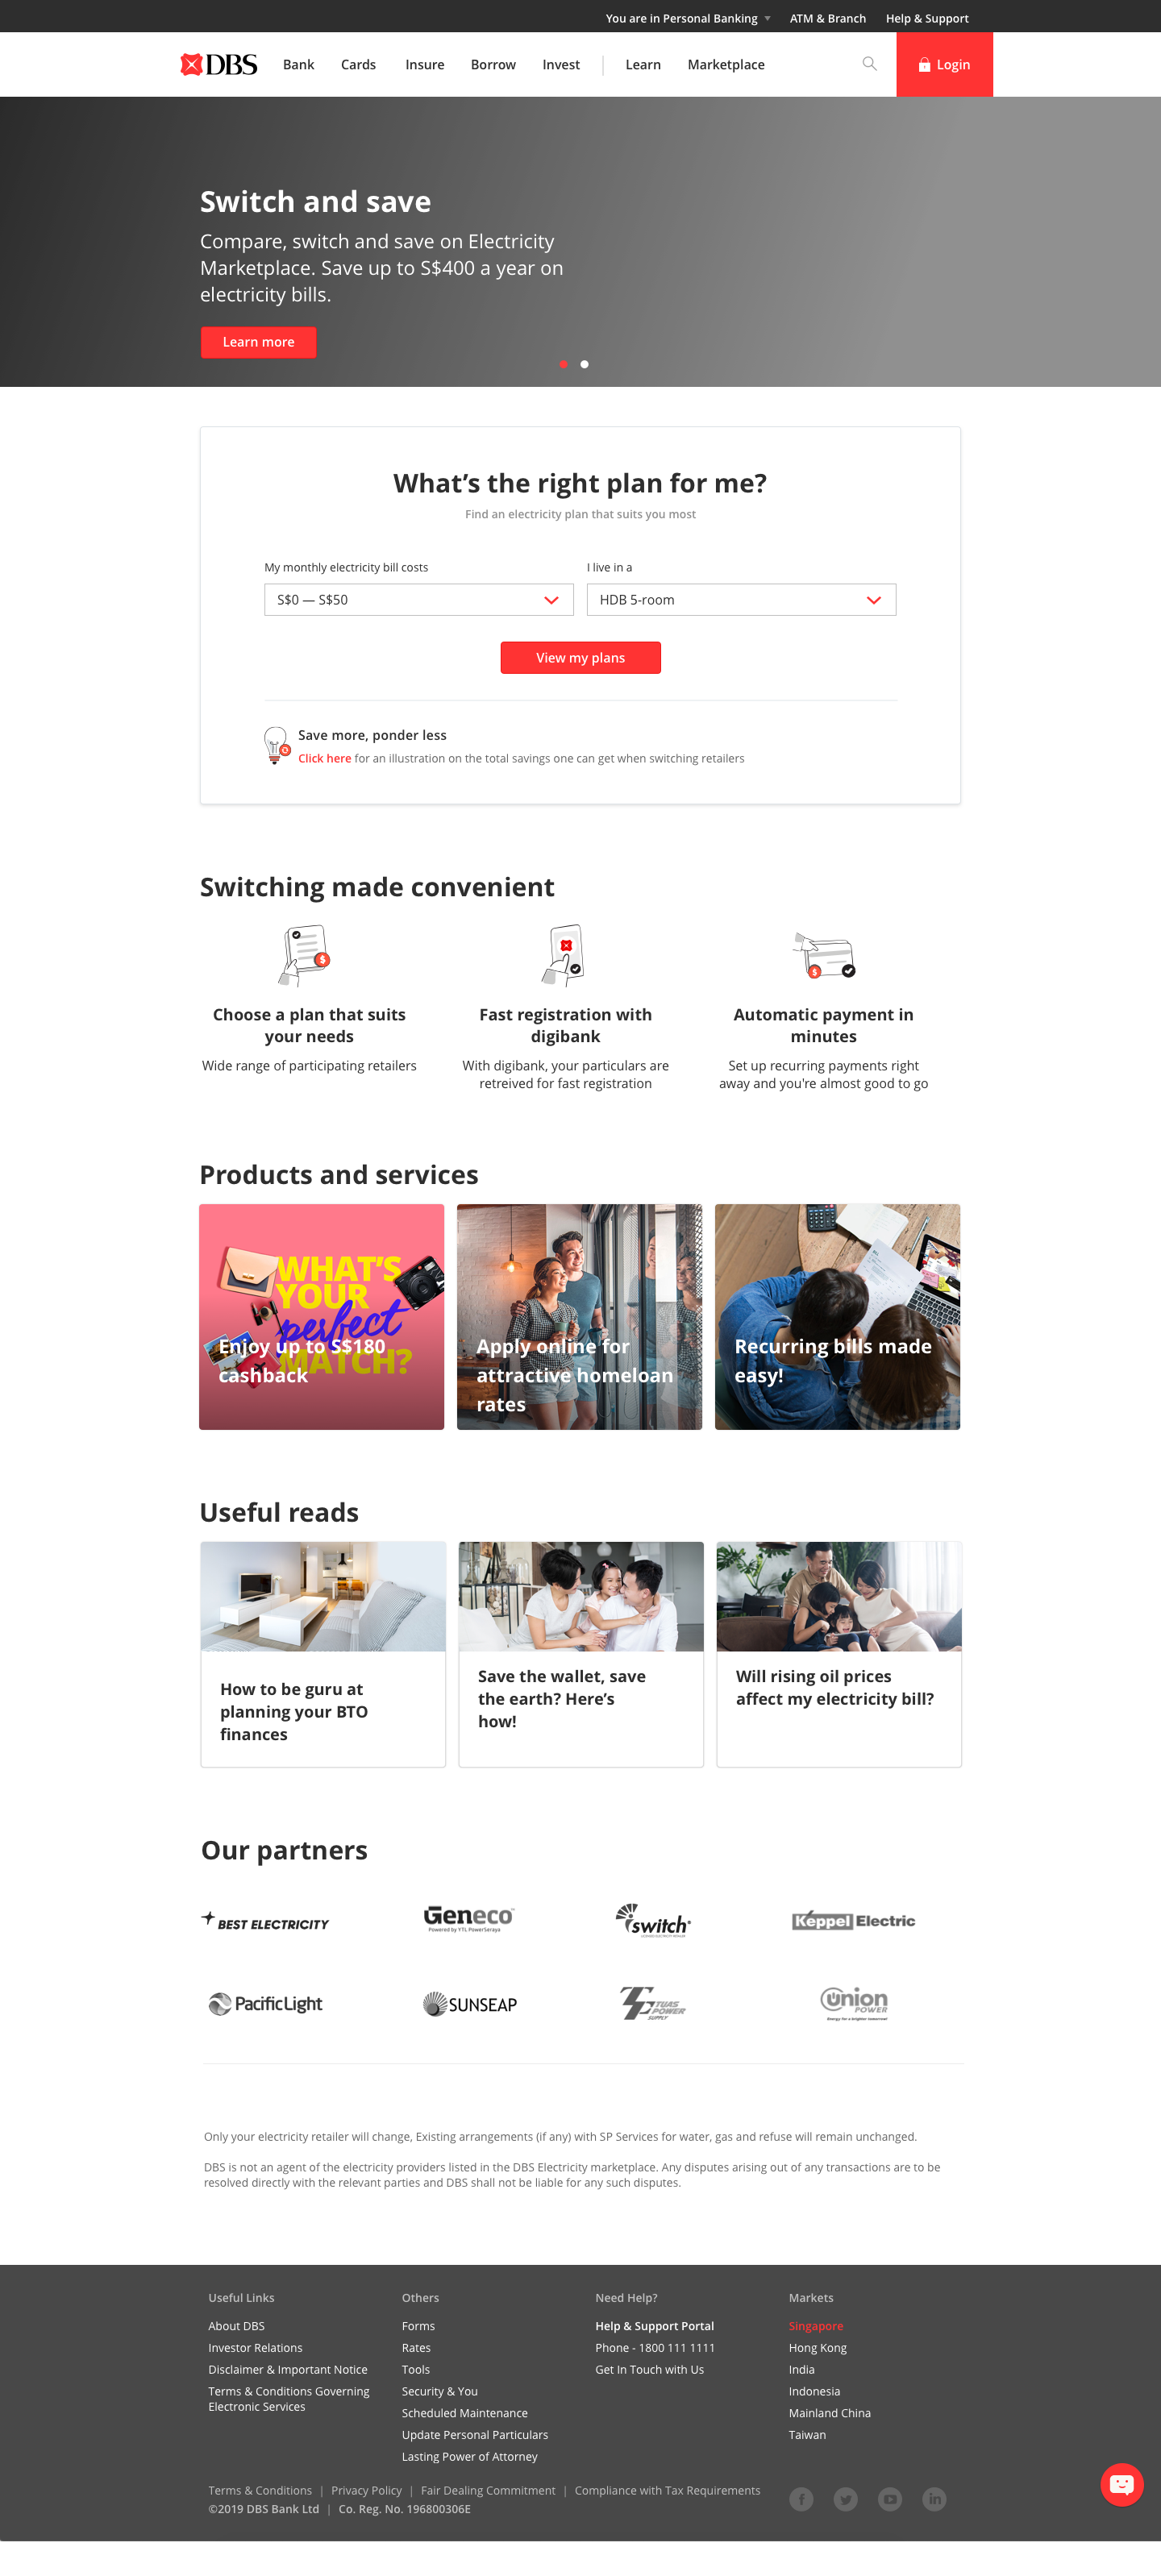 You are in Personal Banking ATM & Branch Help & Support
DBS Bank Cards Insure Borrow Invest Learn Marketplace Login
Switch and save
Compare, switch and save on Electricity
Marketplace. Save up to S$400 a year on
electricity bills.
Learn more
What’s the right plan for me?
Find an electricity plan that suits you most
My monthly electricity bill costs I live in a
S$0 — S$50 HDB 5-room
View my plans
Save more, ponder less
Click here for an illustration on the total savings one can get when switching retailers
Switching made convenient
Choose a plan that suits
your needs
Wide range of participating retailers
Fast registration with
digibank
With digibank, your particulars are
retreived for fast registration
Automatic payment in
minutes
Set up recurring payments right
away and you're almost good to go
Products and services
WHAT'S
YOUR
perfect
MATCH?
Enjoy up to S$180
cashback
Apply online for
attractive homeloan
rates
Recurring bills made
easy!
Useful reads
How to be guru at
planning your BTO
finances
Save the wallet, save
the earth? Here’s
how!
Will rising oil prices
affect my electricity bill?
Our partners
BEST ELECTRICITY
Geneco
Powered by YTL PowerSeraya
switch
Keppel Electric
PacificLight
SUNSEAP
TUAS
POWER
SUPPLY
Union
POWER
Energy for a brighter tomorrow
Only your electricity retailer will change, Existing arrangements (if any) with SP Services for water, gas and refuse will remain unchanged.
DBS is not an agent of the electricity providers listed in the DBS Electricity marketplace. Any disputes arising out of any transactions are to be
resolved directly with the relevant parties and DBS shall not be liable for any such disputes.
Useful Links
About DBS
Investor Relations
Disclaimer & Important Notice
Terms & Conditions Governing
Electronic Services
Others
Forms
Rates
Tools
Security & You
Scheduled Maintenance
Update Personal Particulars
Lasting Power of Attorney
Need Help?
Help & Support Portal
Phone - 1800 111 1111
Get In Touch with Us
Markets
Singapore
Hong Kong
India
Indonesia
Mainland China
Taiwan
Terms & Conditions | Privacy Policy | Fair Dealing Commitment | Compliance with Tax Requirements
©2019 DBS Bank Ltd | Co. Reg. No. 196800306E